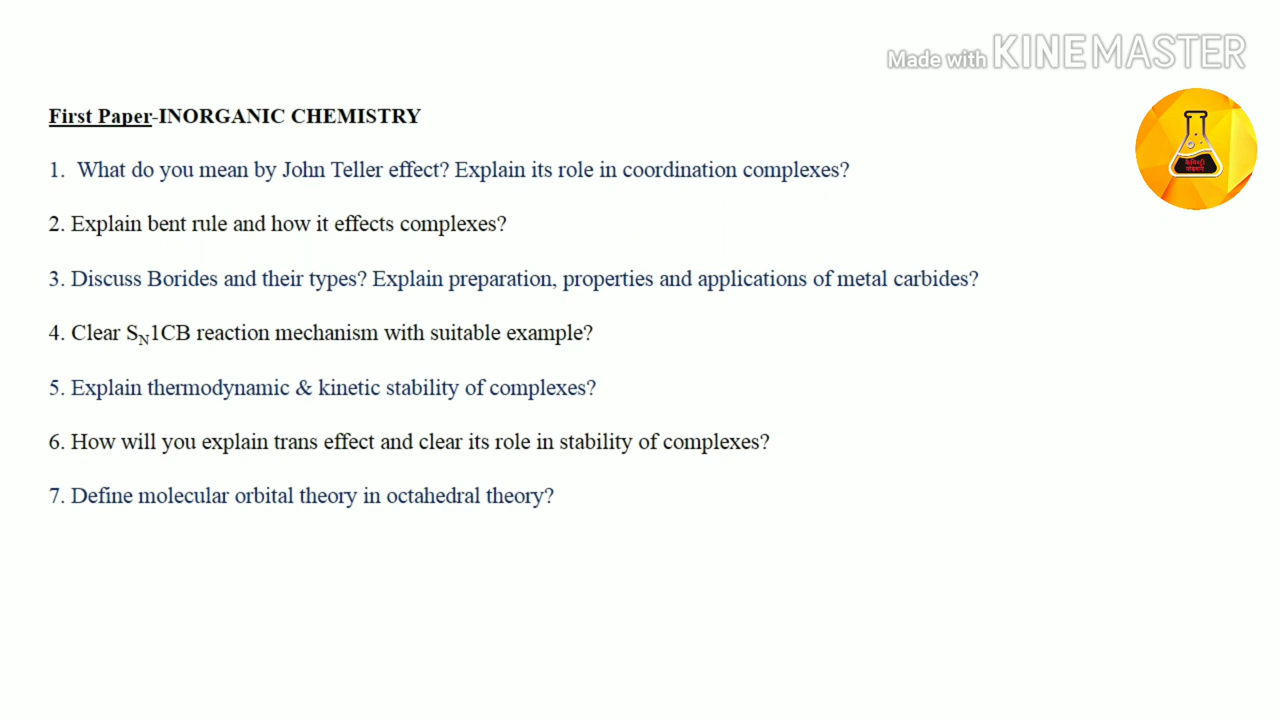 Made with KINEMASTER
First Paper-INORGANIC CHEMISTRY
1. What do you mean by John Teller effect? Explain its role in coordination complexes?
2. Explain bent rule and how it effects complexes?
3. Discuss Borides and their types? Explain preparation, properties and applications of metal carbides?
4. Clear SN1CB reaction mechanism with suitable example?
5. Explain thermodynamic & kinetic stability of complexes?
6. How will you explain trans effect and clear its role in stability of complexes?
7. Define molecular orbital theory in octahedral theory?